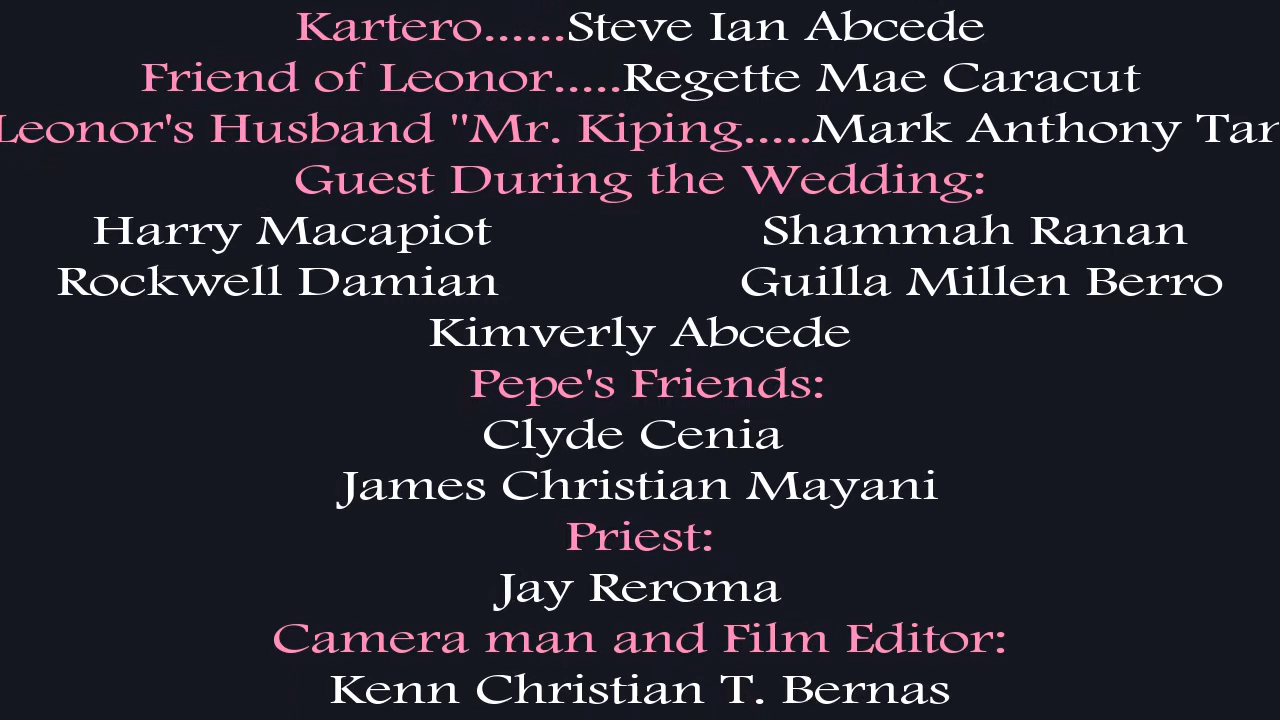 Kartero......Steve Ian Abcede
Friend of Leonor.....Regette Mae Caracut
Leonor's Husband "Mr. Kiping.....Mark Anthony Tan
Guest During the Wedding:
Harry Macapiot Shammah Ranan
Rockwell Damian Guilla Millen Berro
Kimverly Abcede
Pepe's Friends:
Clyde Cenia
James Christian Mayani
Priest:
Jay Reroma
Camera man and Film Editor:
Kenn Christian T. Bernas